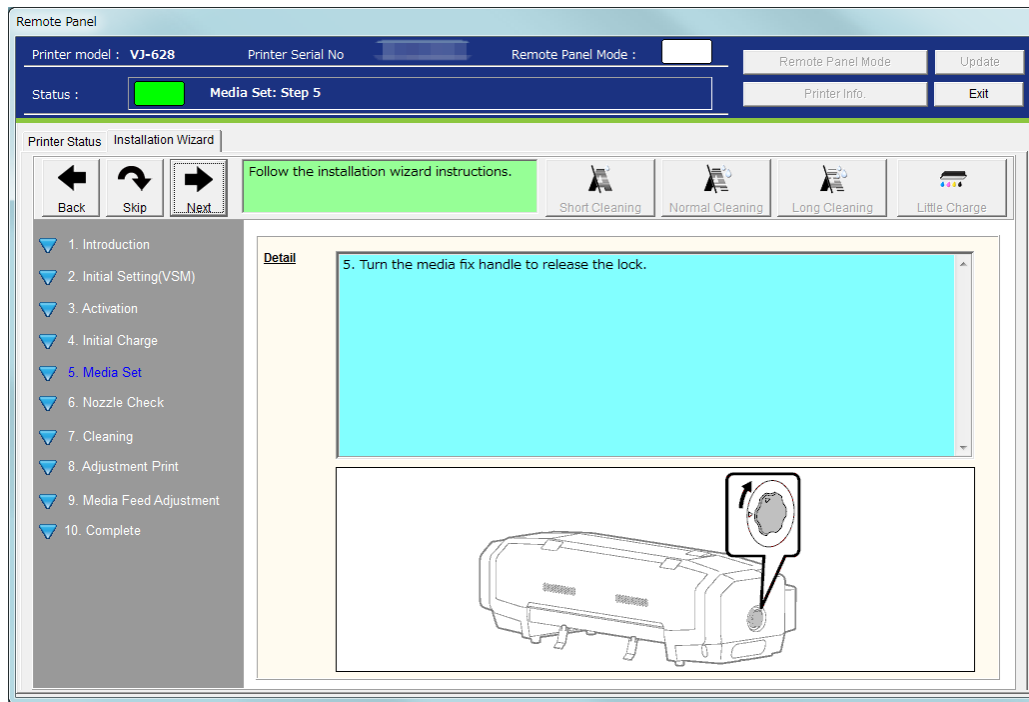 Remote Panel
Printer model : VJ-628 Printer Serial No Remote Panel Mode :
Remote Panel Mode Update
Status : Media Set: Step 5
Printer Info. Exit
Printer Status Installation Wizard
Follow the installation wizard instructions.
Back Skip Next Short Cleaning Normal Cleaning Long Cleaning Little Charge
1. Introduction
2. Initial Setting(VSM)
3. Activation
4. Initial Charge
5. Media Set
6. Nozzle Check
7. Cleaning
8. Adjustment Print
9. Media Feed Adjustment
10. Complete
Detail
5. Turn the media fix handle to release the lock.